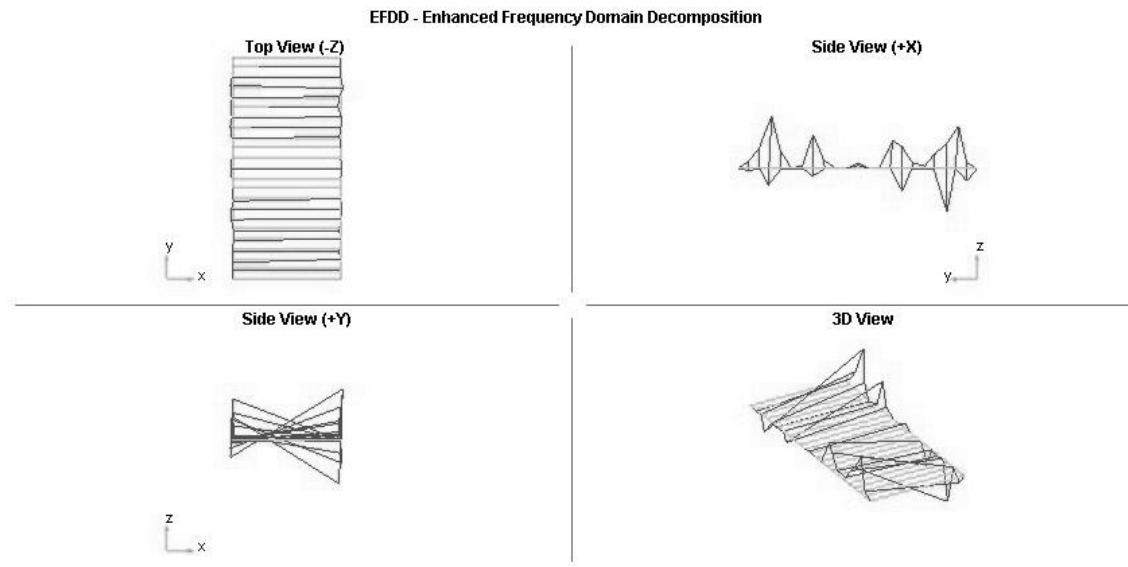 EFDD - Enhanced Frequency Domain Decomposition
Top View (-Z)
Side View (+X)
y
x
z
y
Side View (+Y)
3D View
z
x